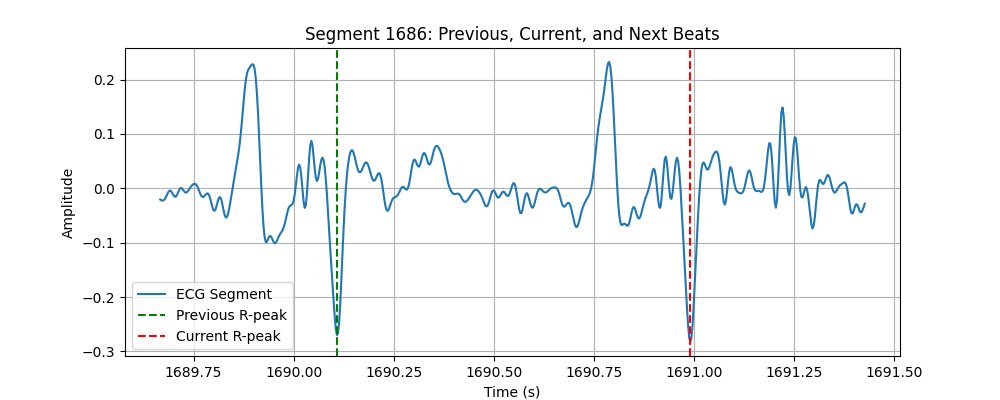 Segment 1686: Previous, Current, and Next Beats
Amplitude
0.2
0.1
0.0
−0.1
−0.2
−0.3
ECG Segment
Previous R-peak
Current R-peak
1689.75 1690.00 1690.25 1690.50 1690.75 1691.00 1691.25 1691.50
Time (s)